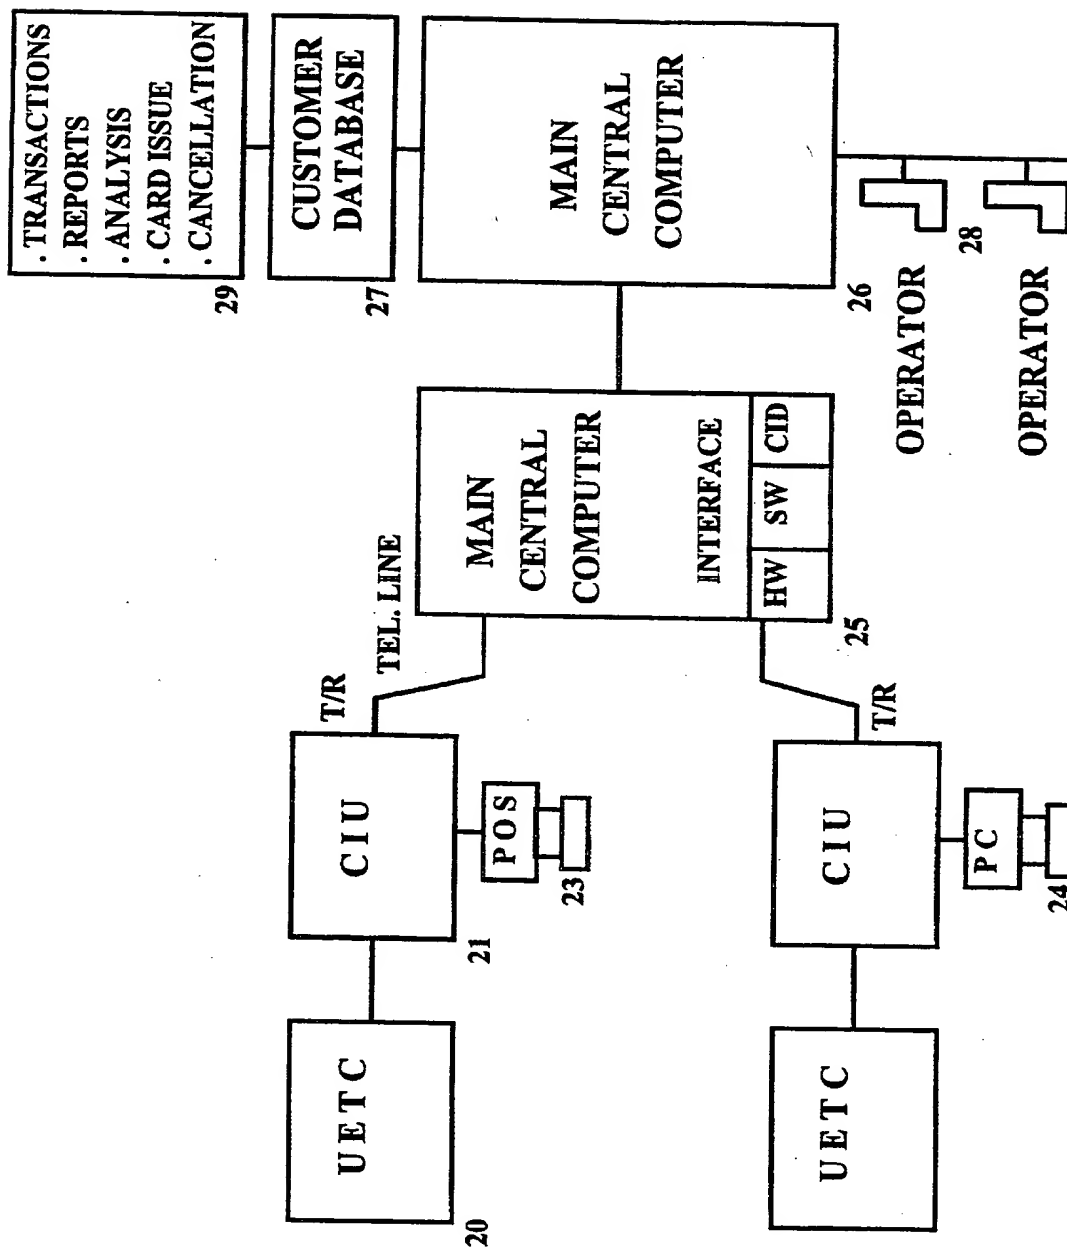 . TRANSACTIONS
. REPORTS
. ANALYSIS
. CARD ISSUE
. CANCELLATION
29
CUSTOMER
DATABASE
27
MAIN
CENTRAL
COMPUTER
26
OPERATOR
28
OPERATOR
MAIN
CENTRAL
COMPUTER
INTERFACE
HW
SW
CID
25
TEL. LINE
T/R
CIU
21
POS
23
UETC
20
T/R
CIU
PC
24
UETC